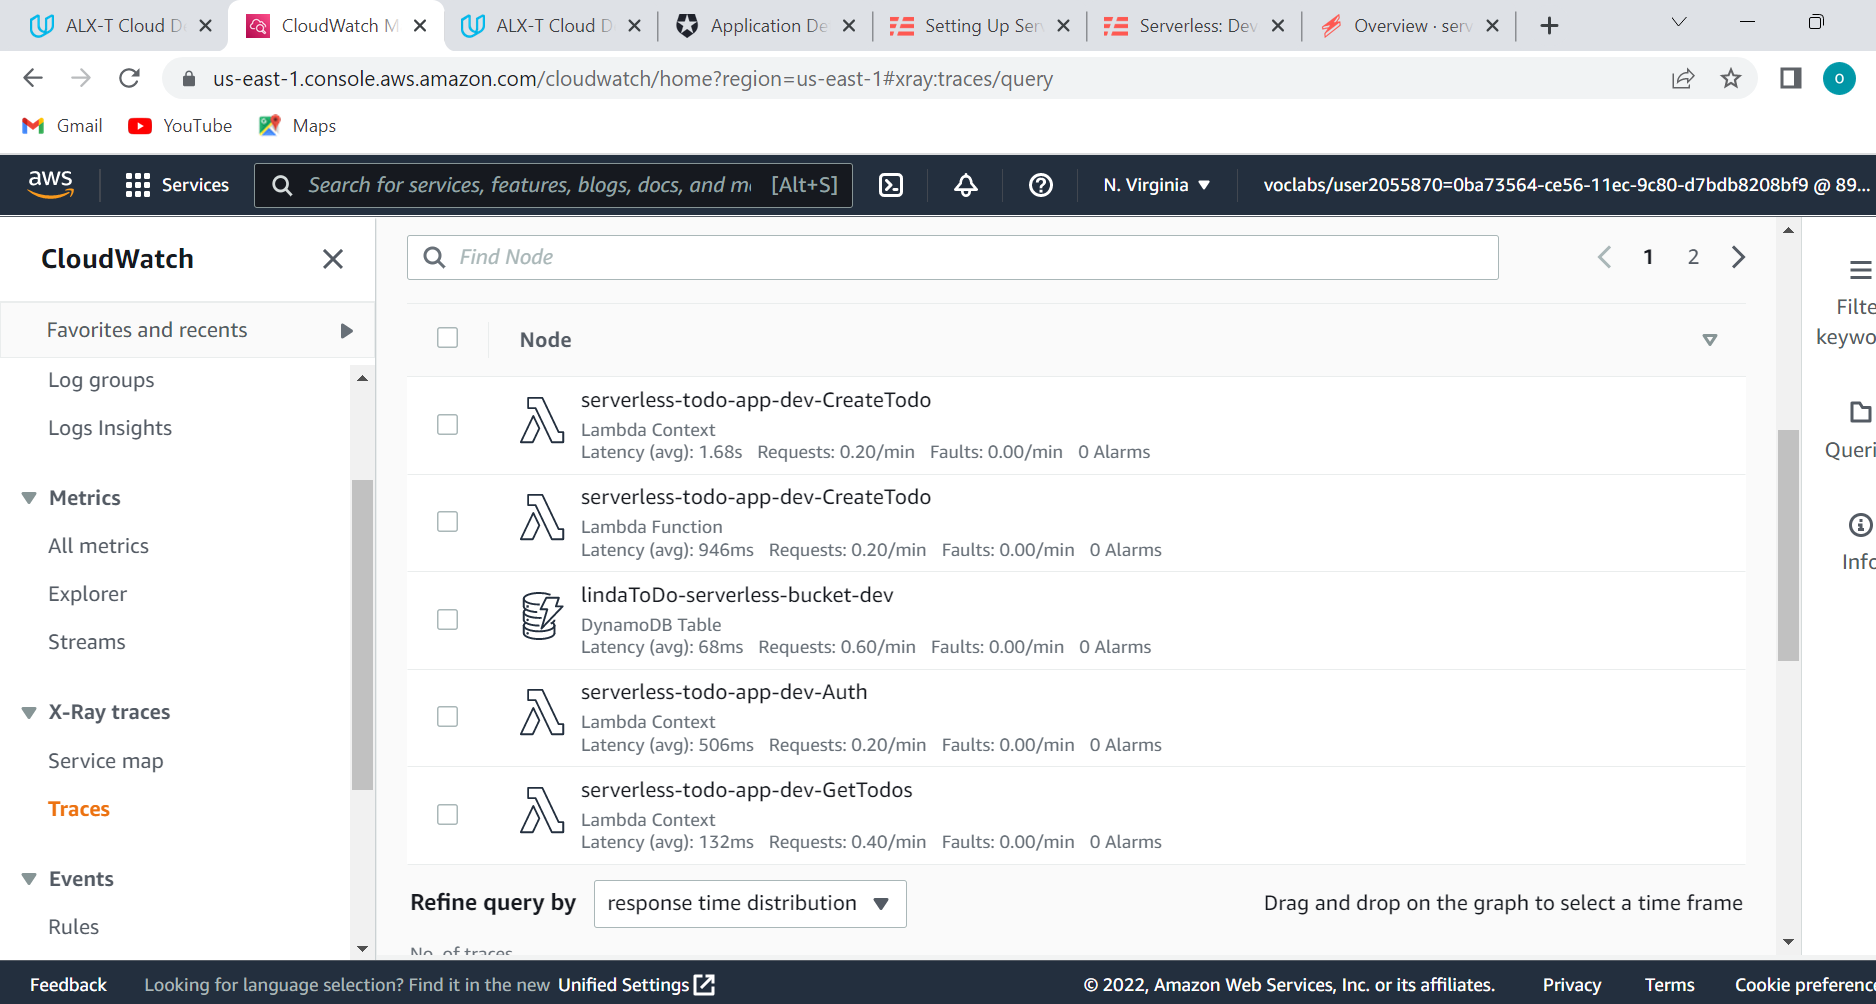 ALX-T Cloud D
CloudWatch M
ALX-T Cloud D
Application De
Setting Up Serv
Serverless: Dev
Overview · serv
us-east-1.console.aws.amazon.com/cloudwatch/home?region=us-east-1#xray:traces/query
o
Gmail
YouTube
Maps
aws
Services
Search for services, features, blogs, docs, and m
[Alt+S]
N. Virginia
voclabs/user2055870=0ba73564-ce56-11ec-9c80-d7bdb8208bf9 @ 89...
CloudWatch
Favorites and recents
Log groups
Logs Insights
Metrics
All metrics
Explorer
Streams
X-Ray traces
Service map
Traces
Events
Rules
Find Node
1
2
Node
serverless-todo-app-dev-CreateTodo
Lambda Context
Latency (avg): 1.68s Requests: 0.20/min Faults: 0.00/min 0 Alarms
serverless-todo-app-dev-CreateTodo
Lambda Function
Latency (avg): 946ms Requests: 0.20/min Faults: 0.00/min 0 Alarms
lindaToDo-serverless-bucket-dev
DynamoDB Table
Latency (avg): 68ms Requests: 0.60/min Faults: 0.00/min 0 Alarms
serverless-todo-app-dev-Auth
Lambda Context
Latency (avg): 506ms Requests: 0.20/min Faults: 0.00/min 0 Alarms
serverless-todo-app-dev-GetTodos
Lambda Context
Latency (avg): 132ms Requests: 0.40/min Faults: 0.00/min 0 Alarms
Refine query by
response time distribution
Drag and drop on the graph to select a time frame
No. of traces
Filte
keywo
Queri
Info
Feedback
Looking for language selection? Find it in the new Unified Settings
© 2022, Amazon Web Services, Inc. or its affiliates.
Privacy
Terms
Cookie preferenc